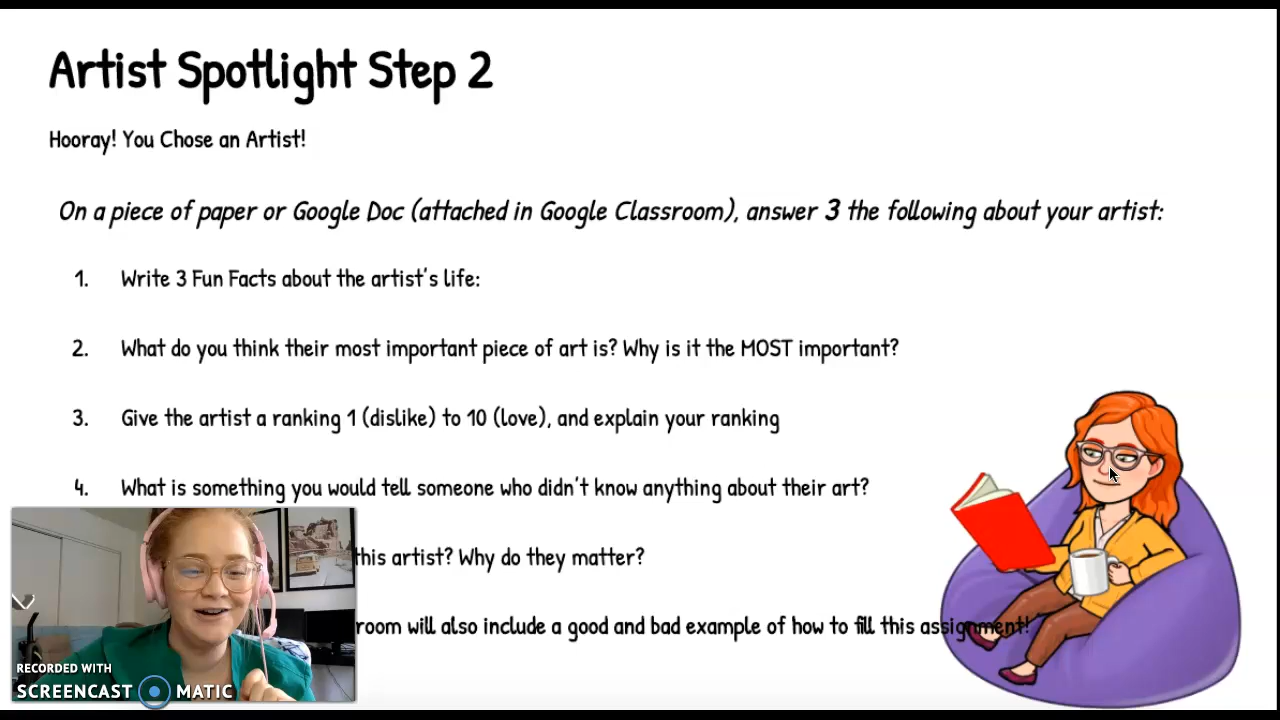 Artist Spotlight Step 2
Hooray! You Chose an Artist!
On a piece of paper or Google Doc (attached in Google Classroom), answer 3 the following about your artist:
1. Write 3 Fun Facts about the artist's life:
2. What do you think their most important piece of art is? Why is it the MOST important?
3. Give the artist a ranking 1 (dislike) to 10 (love), and explain your ranking
4. What is something you would tell someone who didn't know anything about their art?
this artist? Why do they matter?
room will also include a good and bad example of how to fill this assignment!
RECORDED WITH
SCREENCAST MATIC